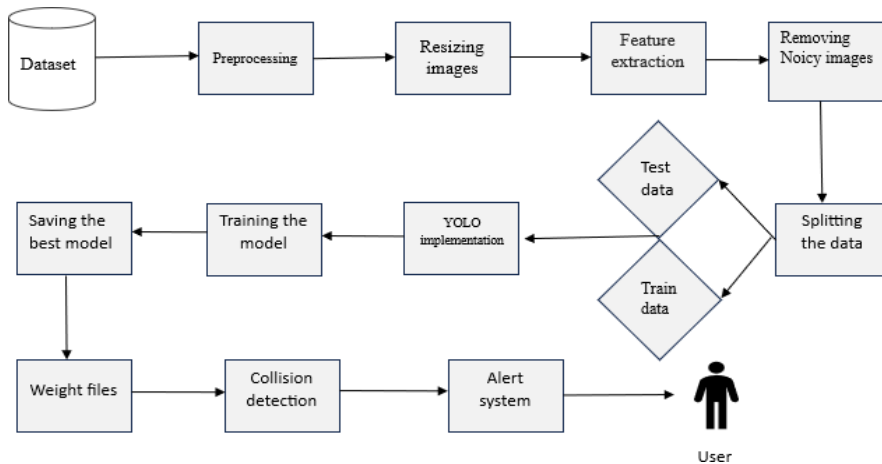 Dataset
Preprocessing
Resizing
images
Feature
extraction
Removing
Noicy images
Test
data
Saving the
best model
Training the
model
YOLO
implementation
Splitting
the data
Train
data
Weight files
Collision
detection
Alert
system
User